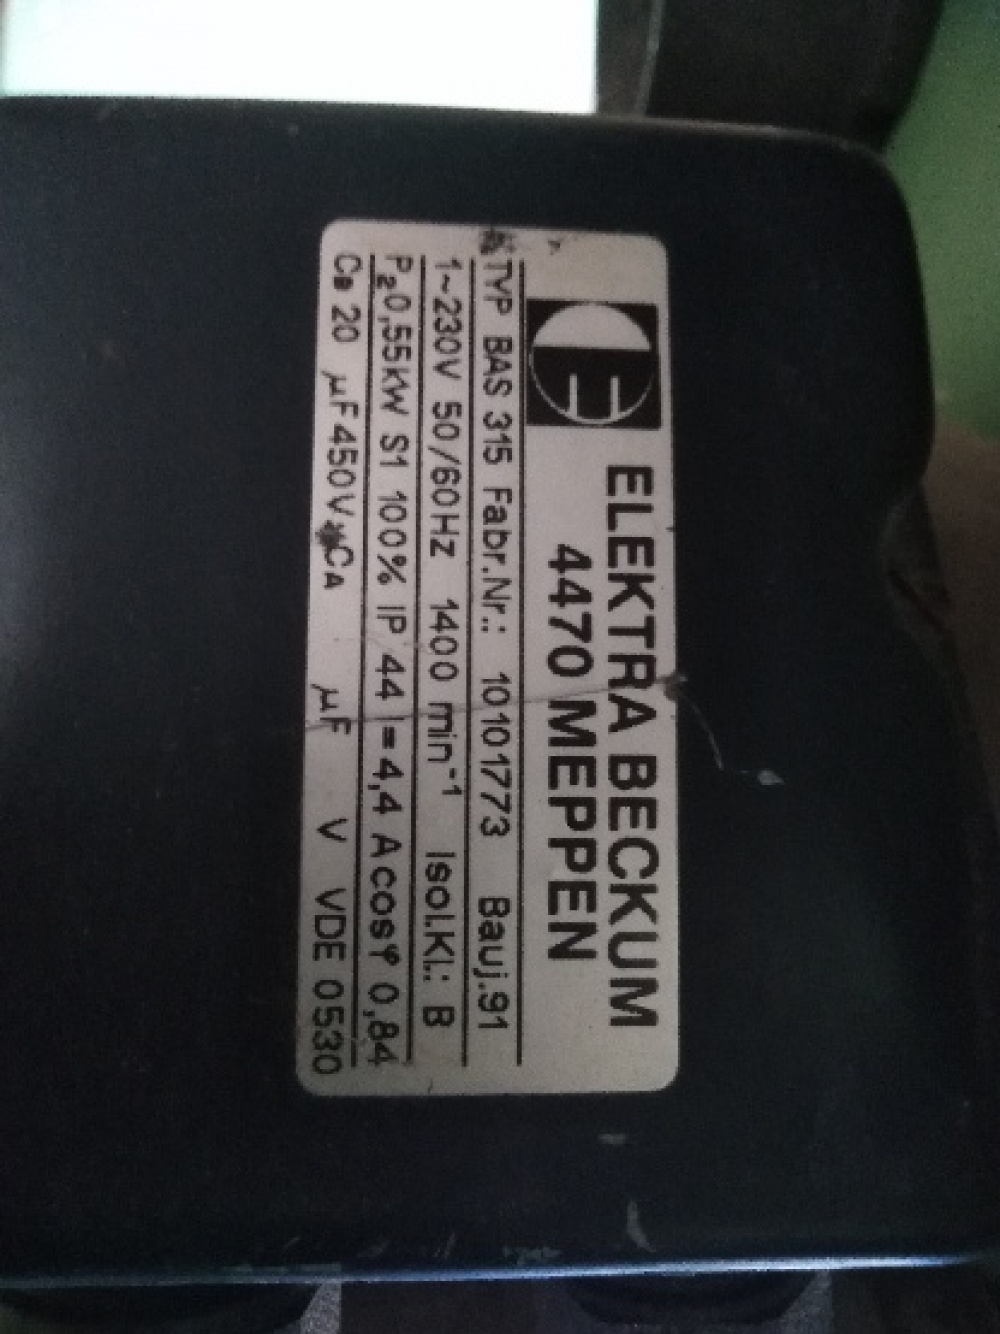 ELEKTRA BECKUM
4470 MEPPEN
TYP BAS 315 Fabr.Nr.: 10101773 Bauj.91
1~230V 50/60Hz 1400 min⁻¹ Isol.Kl.: B
P₂0,55kW S1 100% IP 44 I=4,4 A cosφ 0,84
CB 20 µF450V CA µF V VDE 0530